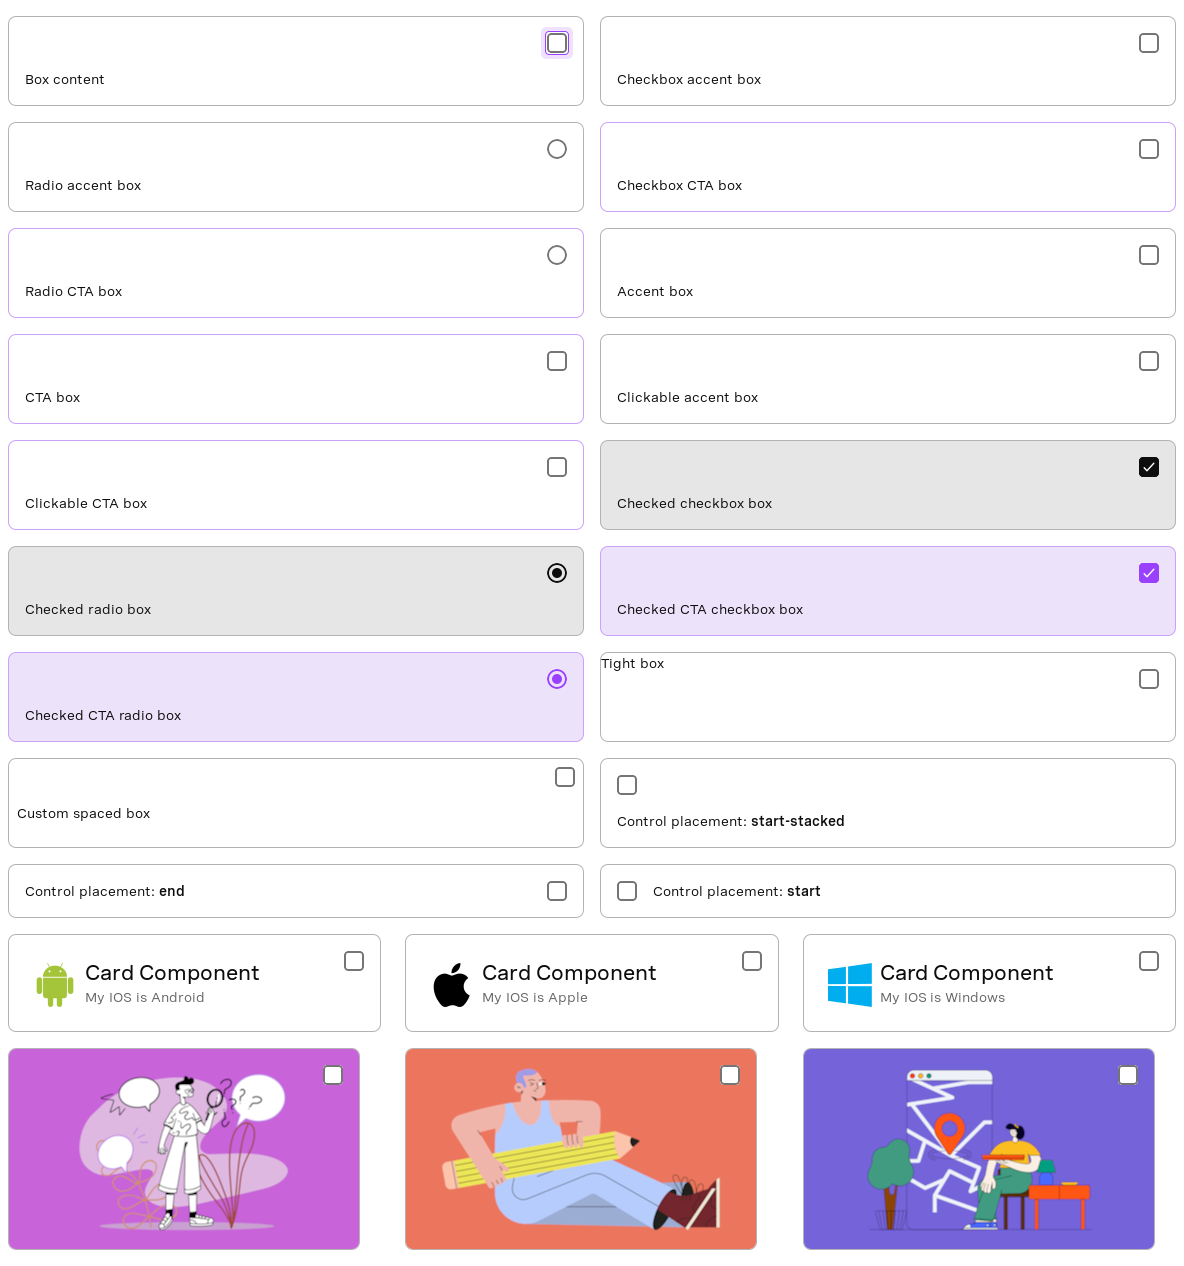 Box content
Checkbox accent box
Radio accent box
Checkbox CTA box
Radio CTA box
Accent box
CTA box
Clickable accent box
Clickable CTA box
Checked checkbox box
Checked radio box
Checked CTA checkbox box
Checked CTA radio box
Tight box
Custom spaced box
Control placement: start-stacked
Control placement: end
Control placement: start
Card Component
My IOS is Android
Card Component
My IOS is Apple
Card Component
My IOS is Windows
? ?
? ?